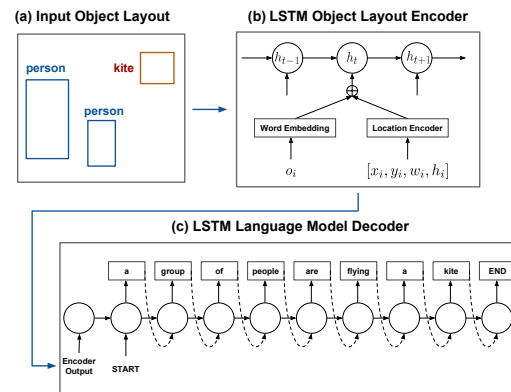 (a) Input Object Layout
person
kite
person
(b) LSTM Object Layout Encoder
h_{t-1} h_t h_{t+1}
⊕
Word Embedding Location Encoder
o_i [x_i, y_i, w_i, h_i]
(c) LSTM Language Model Decoder
a group of people are flying a kite END
Encoder
Output
START